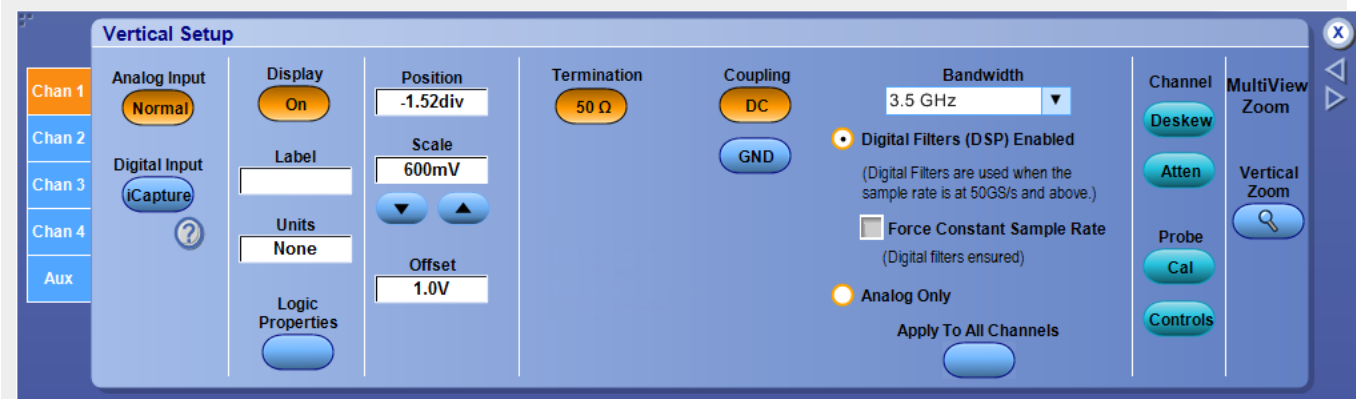 Vertical Setup
X
Chan 1
Chan 2
Chan 3
Chan 4
Aux
Analog Input
Normal
Digital Input
iCapture
?
Display
On
Label
Units
None
Logic
Properties
Position
-1.52div
Scale
600mV
Offset
1.0V
Termination
50 Ω
Coupling
DC
GND
Bandwidth
3.5 GHz
Digital Filters (DSP) Enabled
(Digital Filters are used when the
sample rate is at 50GS/s and above.)
Force Constant Sample Rate
(Digital filters ensured)
Analog Only
Apply To All Channels
Channel
Deskew
Atten
Probe
Cal
Controls
MultiView
Zoom
Vertical
Zoom